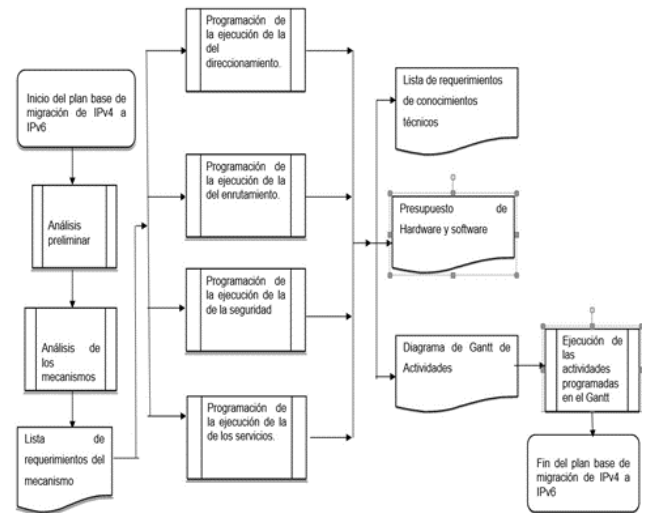 Inicio del plan base de
migración de IPv4 a
IPv6
Análisis
preliminar
Análisis de
los
mecanismos
Lista de
requerimientos del
mecanismo
Programación de
la ejecución de la
del
direccionamiento.
Programación de
la ejecución de la
del enrutamiento.
Programación de
la ejecución de la
de la seguridad
Programación de
la ejecución de la
de los servicios.
Lista de requerimientos
de conocimientos
técnicos
Presupuesto de
Hardware y software
Diagrama de Gantt de
Actividades
Ejecución de
las
actividades
programadas
en el Gantt
Fin del plan base de
migración de IPv4 a
IPv6